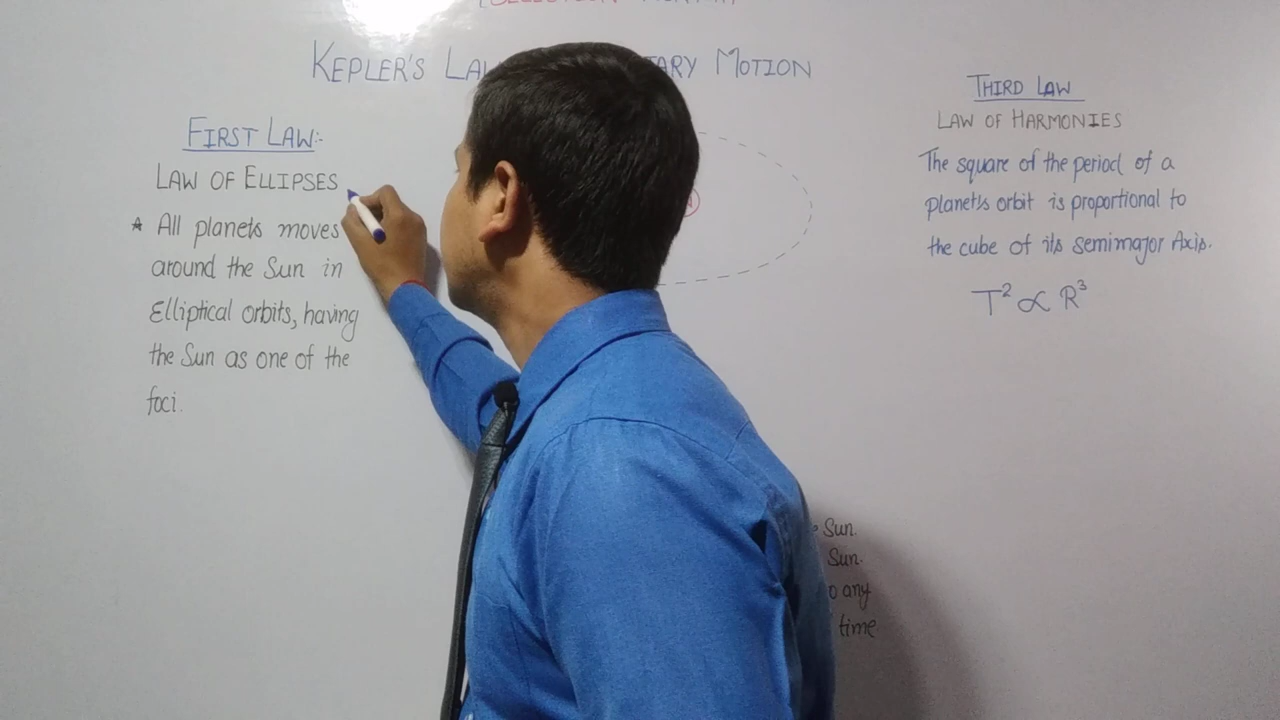 KEPLER'S LA TARY MOTION
FIRST LAW:-
LAW OF ELLIPSES
* All planets moves
around the Sun in
Elliptical orbits, having
the Sun as one of the
foci.
THIRD LAW
LAW OF HARMONIES
The square of the period of a
planet's orbit is proportional to
the cube of its semimajor Axis.
T² ∝ R³
Sun.
Sun.
any
time